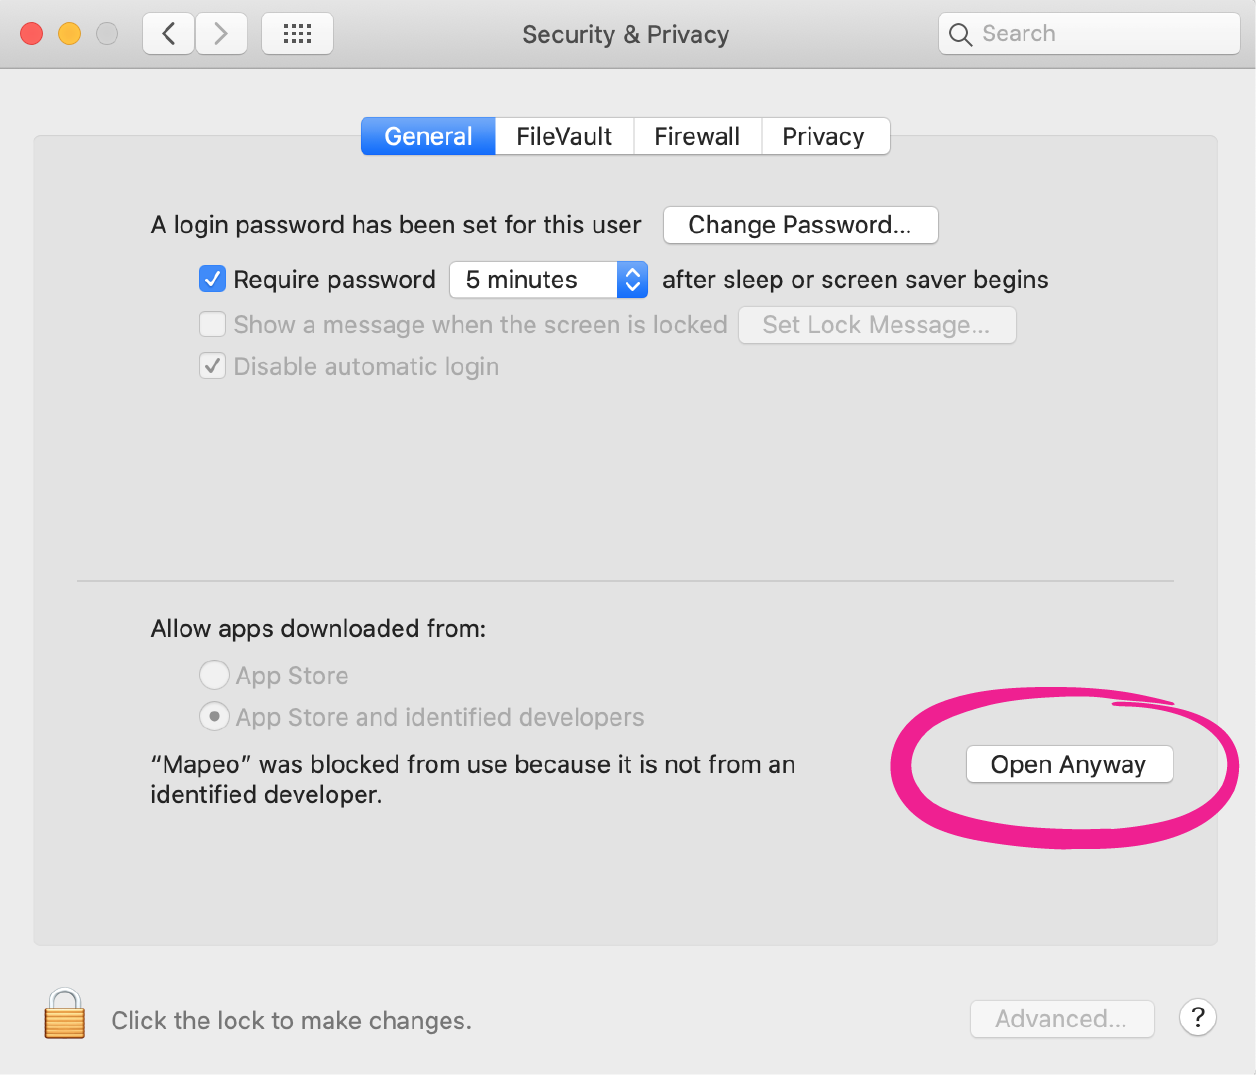 Security & Privacy
Search
General
FileVault
Firewall
Privacy
A login password has been set for this user
Change Password...
Require password
5 minutes
after sleep or screen saver begins
Show a message when the screen is locked
Set Lock Message...
Disable automatic login
Allow apps downloaded from:
App Store
App Store and identified developers
“Mapeo” was blocked from use because it is not from an
identified developer.
Open Anyway
Click the lock to make changes.
Advanced...
?